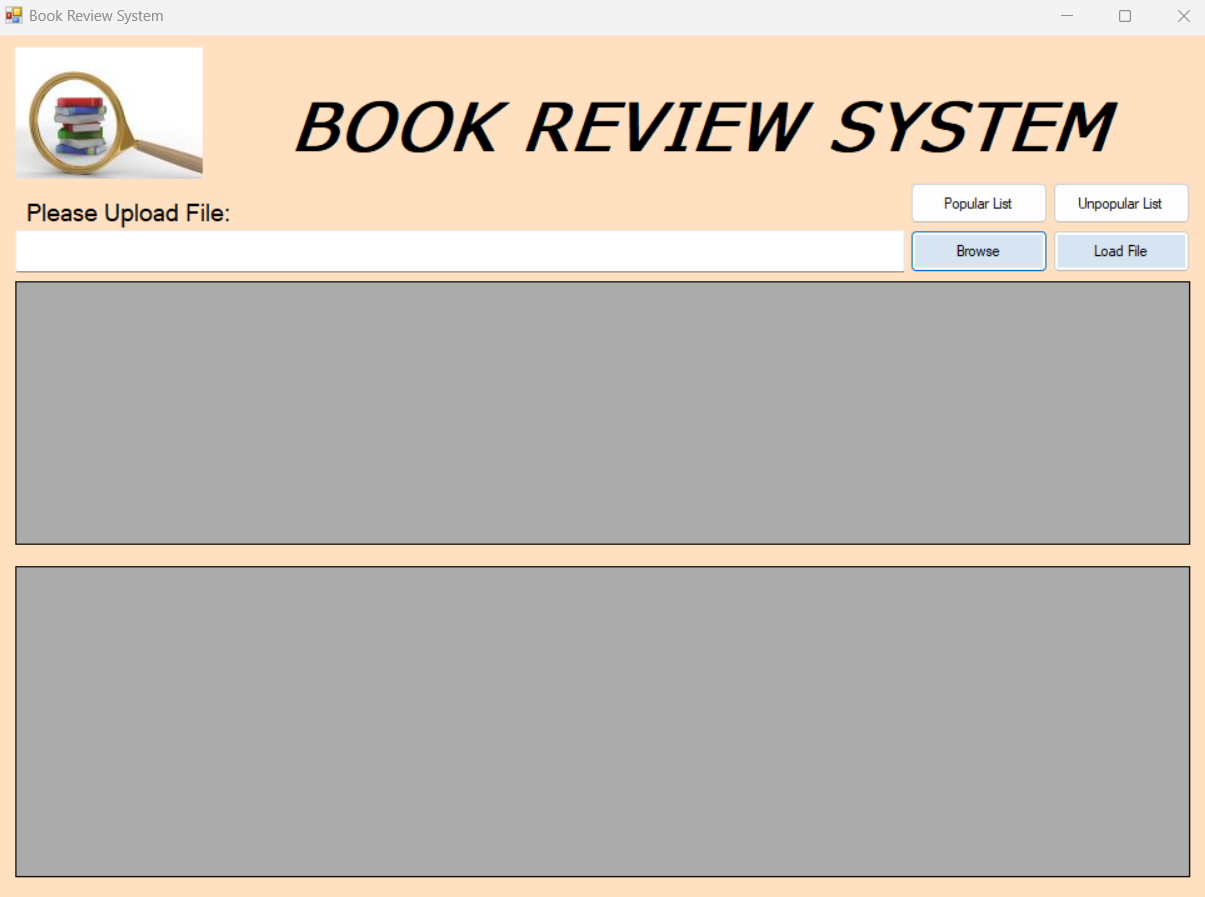 Book Review System
BOOK REVIEW SYSTEM
Please Upload File:
Popular List
Unpopular List
Browse
Load File